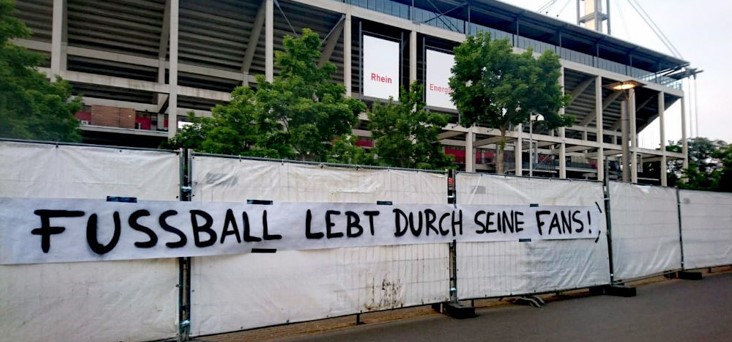 Rhein
Energ
FUSSBALL LEBT DURCH SEINE FANS!